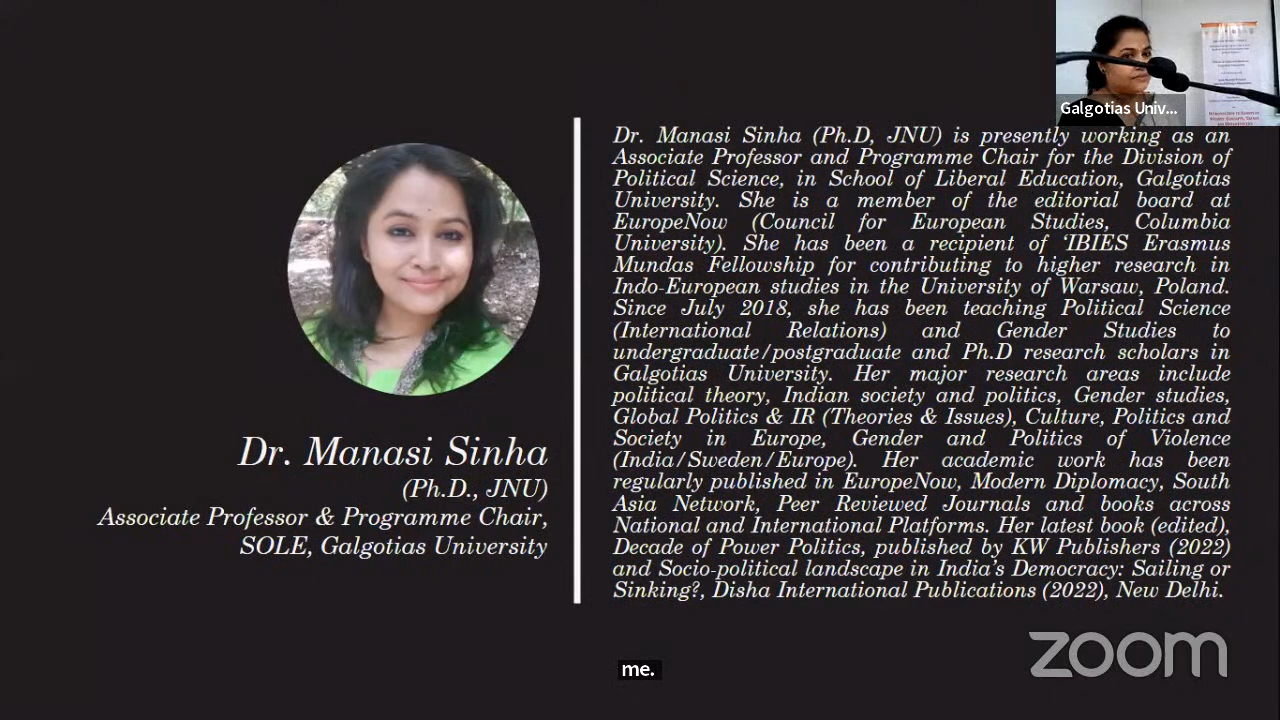 Galgotias Univ...
Dr. Manasi Sinha (Ph.D, JNU) is presently working as an
Associate Professor and Programme Chair for the Division of
Political Science, in School of Liberal Education, Galgotias
University. She is a member of the editorial board at
EuropeNow (Council for European Studies, Columbia
University). She has been a recipient of 'IBIES Erasmus
Mundas Fellowship for contributing to higher research in
Indo-European studies in the University of Warsaw, Poland.
Since July 2018, she has been teaching Political Science
(International Relations) and Gender Studies to
undergraduate/postgraduate and Ph.D research scholars in
Galgotias University. Her major research areas include
political theory, Indian society and politics, Gender studies,
Global Politics & IR (Theories & Issues), Culture, Politics and
Society in Europe, Gender and Politics of Violence
(India/Sweden/Europe). Her academic work has been
regularly published in EuropeNow, Modern Diplomacy, South
Asia Network, Peer Reviewed Journals and books across
National and International Platforms. Her latest book (edited),
Decade of Power Politics, published by KW Publishers (2022)
and Socio-political landscape in India's Democracy: Sailing or
Sinking?, Disha International Publications (2022), New Delhi.
Dr. Manasi Sinha
(Ph.D., JNU)
Associate Professor & Programme Chair,
SOLE, Galgotias University
zoom
me.